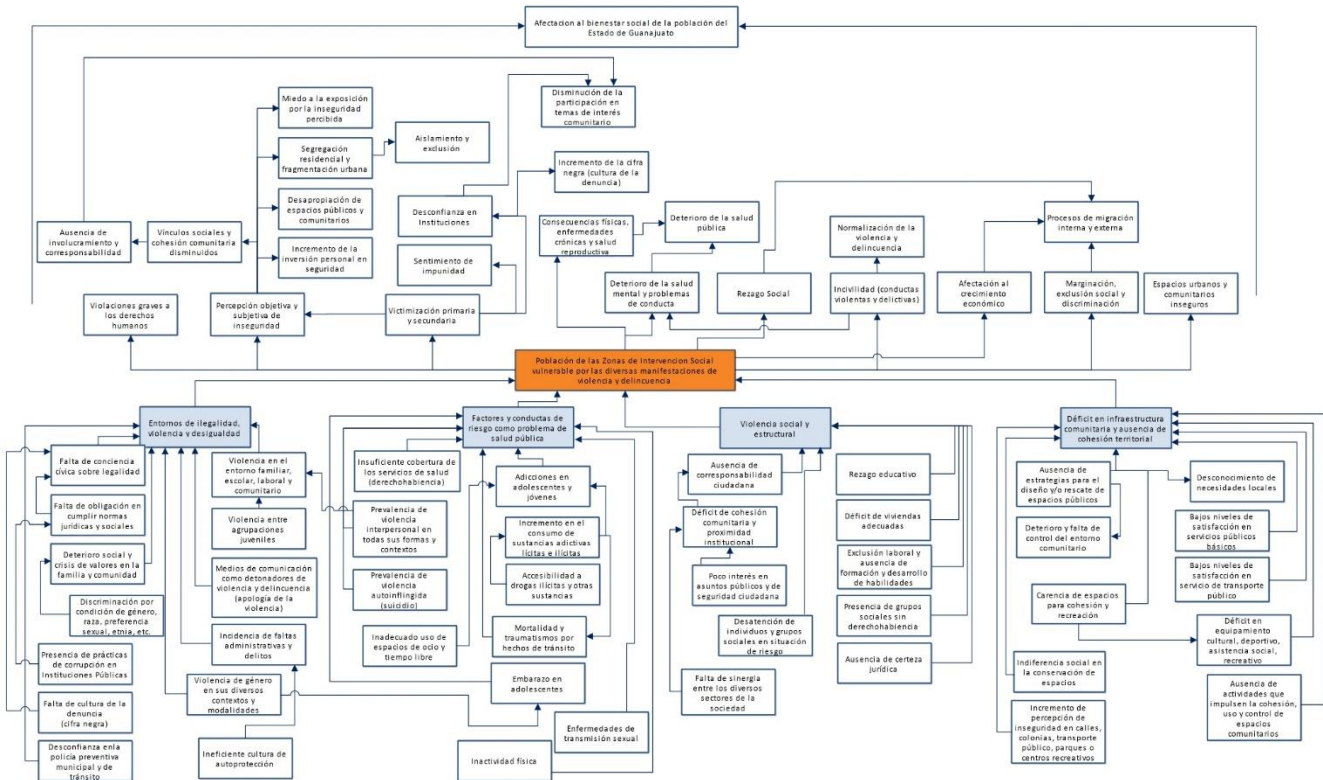 Afectacion al bienestar social de la población del
Estado de Guanajuato
Miedo a la exposición
por la inseguridad
percibida
Disminución de la
participación en
temas de interés
comunitario
Segregación
residencial y
fragmentación urbana
Aislamiento y
exclusión
Incremento de la cifra
negra (cultura de la
denuncia)
Desapropiación de
espacios públicos y
comunitarios
Desconfianza en
Instituciones
Consecuencias físicas,
enfermedades
crónicas y salud
reproductiva
Deterioro de la salud
pública
Normalización de la
violencia y
delincuencia
Procesos de migración
interna y externa
Ausencia de
involucramiento y
corresponsabilidad
Vínculos sociales y
cohesión comunitaria
disminuidos
Incremento de la
inversión personal en
seguridad
Sentimiento de
impunidad
Violaciones graves a
los derechos
humanos
Percepción objetiva y
subjetiva de
inseguridad
Victimización primaria
y secundaria
Deterioro de la salud
mental y problemas
de conducta
Rezago Social
Incivilidad (conductas
violentas y delictivas)
Afectación al
crecimiento
económico
Marginación,
exclusión social y
discriminación
Espacios urbanos y
comunitarios
inseguros
Población de las Zonas de Intervencion Social
vulnerable por las diversas manifestaciones de
violencia y delincuencia
Entornos de ilegalidad,
violencia y desigualdad
Factores y conductas de
riesgo como problema de
salud pública
Violencia social y
estructural
Déficit en infraestructura
comunitaria y ausencia de
cohesión territorial
Falta de conciencia
cívica sobre legalidad
Violencia en el
entorno familiar,
escolar, laboral y
comunitario
Falta de obligación en
cumplir normas
jurídicas y sociales
Violencia entre
agrupaciones
juveniles
Deterioro social y
crisis de valores en la
familia y comunidad
Medios de comunicación
como detonadores de
violencia y delincuencia
(apología de la
violencia)
Discriminación por
condición de género,
raza, preferencia
sexual, etnia, etc.
Incidencia de faltas
administrativas y
delitos
Presencia de prácticas
de corrupción en
Instituciones Públicas
Violencia de género
en sus diversos
contextos y
modalidades
Falta de cultura de la
denuncia
(cifra negra)
Ineficiente cultura de
autoprotección
Desconfianza enla
policía preventiva
municipal y de
tránsito
Insuficiente cobertura de
los servicios de salud
(derechohabiencia)
Adicciones en
adolescentes y
jóvenes
Prevalencia de
violencia
interpersonal en
todas sus formas y
contextos
Incremento en el
consumo de
sustancias adictivas
lícitas e ilícitas
Prevalencia de
violencia
autoinflingida
(suicidio)
Accesibilidad a
drogas ilícitas y otras
sustancias
Inadecuado uso de
espacios de ocio y
tiempo libre
Mortalidad y
traumatismos por
hechos de tránsito
Embarazo en
adolescentes
Enfermedades de
transmisión sexual
Inactividad física
Ausencia de
corresponsabilidad
ciudadana
Déficit de cohesión
comunitaria y
proximidad
institucional
Poco interés en
asuntos públicos y de
seguridad ciudadana
Desatención de
individuos y grupos
sociales en situación
de riesgo
Falta de sinergia
entre los diversos
sectores de la
sociedad
Rezago educativo
Déficit de viviendas
adecuadas
Exclusión laboral y
ausencia de
formación y desarrollo
de habilidades
Presencia de grupos
sociales sin
derechohabiencia
Ausencia de certeza
jurídica
Ausencia de
estrategias para el
diseño y/o rescate de
espacios públicos
Desconocimiento de
necesidades locales
Deterioro y falta de
control del entorno
comunitario
Bajos niveles de
satisfacción en
servicios públicos
básicos
Bajos niveles de
satisfacción en
servicio de transporte
público
Carencia de espacios
para cohesión y
recreación
Déficit en
equipamiento
cultural, deportivo,
asistencia social,
recreativo
Indiferencia social en
la conservación de
espacios
Ausencia de
actividades que
impulsen la cohesión,
uso y control de
espacios
comunitarios
Incremento de
percepción de
inseguridad en calles,
colonías, transporte
público, parques o
centros recreativos